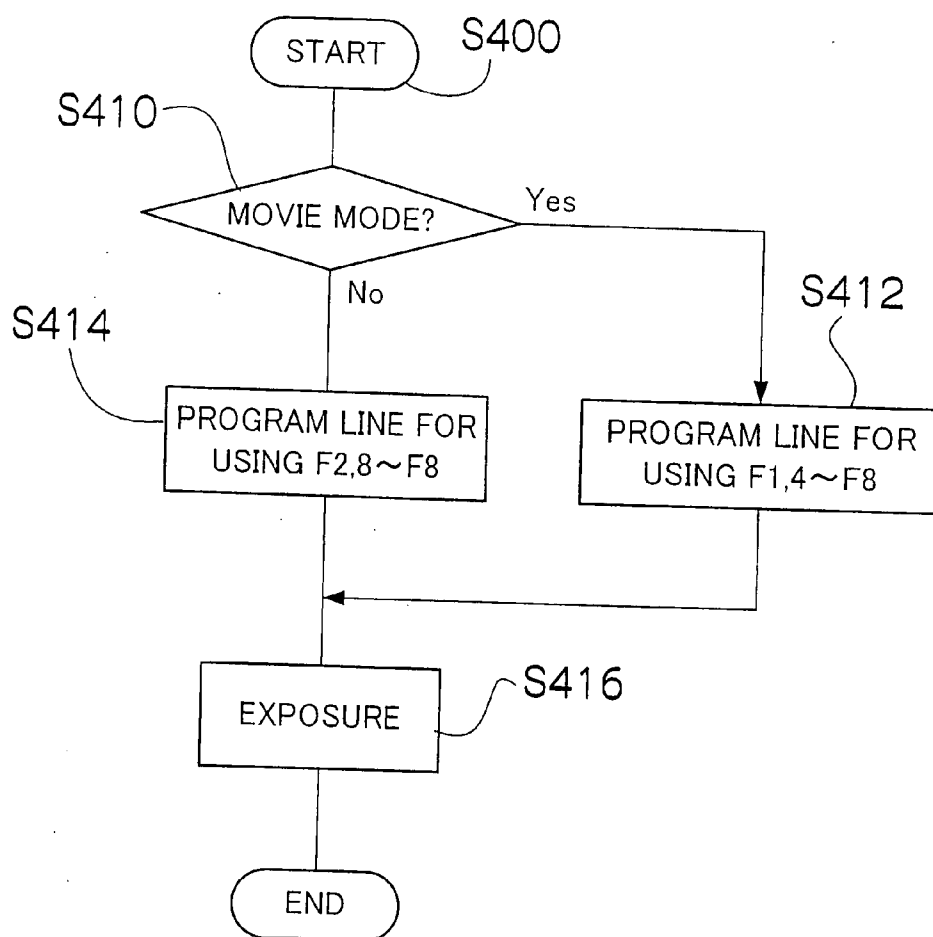 START
S400
S410
MOVIE MODE?
Yes
No
S412
S414
PROGRAM LINE FOR
USING F2,8~F8
PROGRAM LINE FOR
USING F1,4~F8
EXPOSURE
S416
END